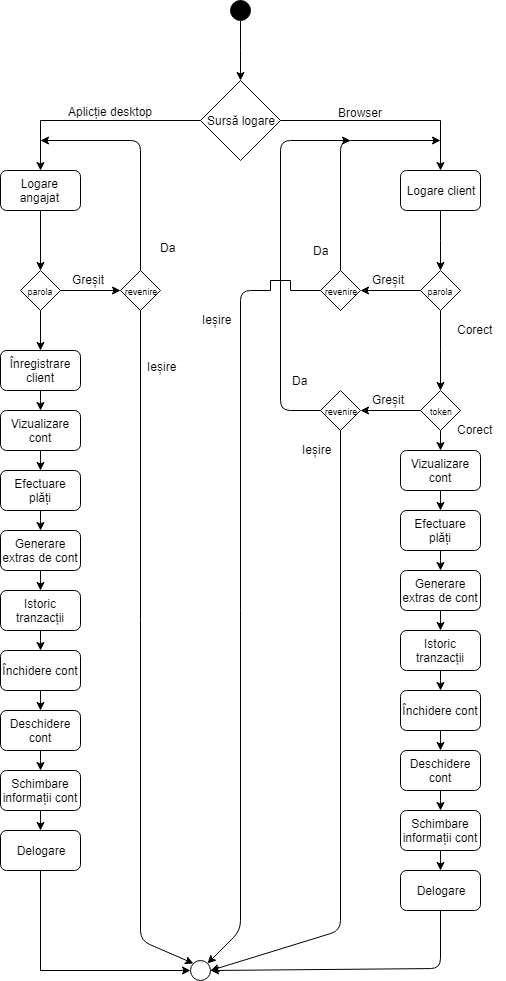 Aplicție desktop
Browser
Sursă logare
Logare
angajat
Logare client
Da
Da
Greșit
Greșit
parola
revenire
revenire
parola
Ieșire
Corect
Înregistrare
client
Ieșire
Da
Greșit
Vizualizare
cont
revenire
token
Corect
Ieșire
Efectuare
plăți
Vizualizare
cont
Generare
extras de cont
Efectuare
plăți
Istoric
tranzacții
Generare
extras de cont
Închidere cont
Istoric
tranzacții
Deschidere
cont
Închidere cont
Schimbare
informații cont
Deschidere
cont
Delogare
Schimbare
informații cont
Delogare